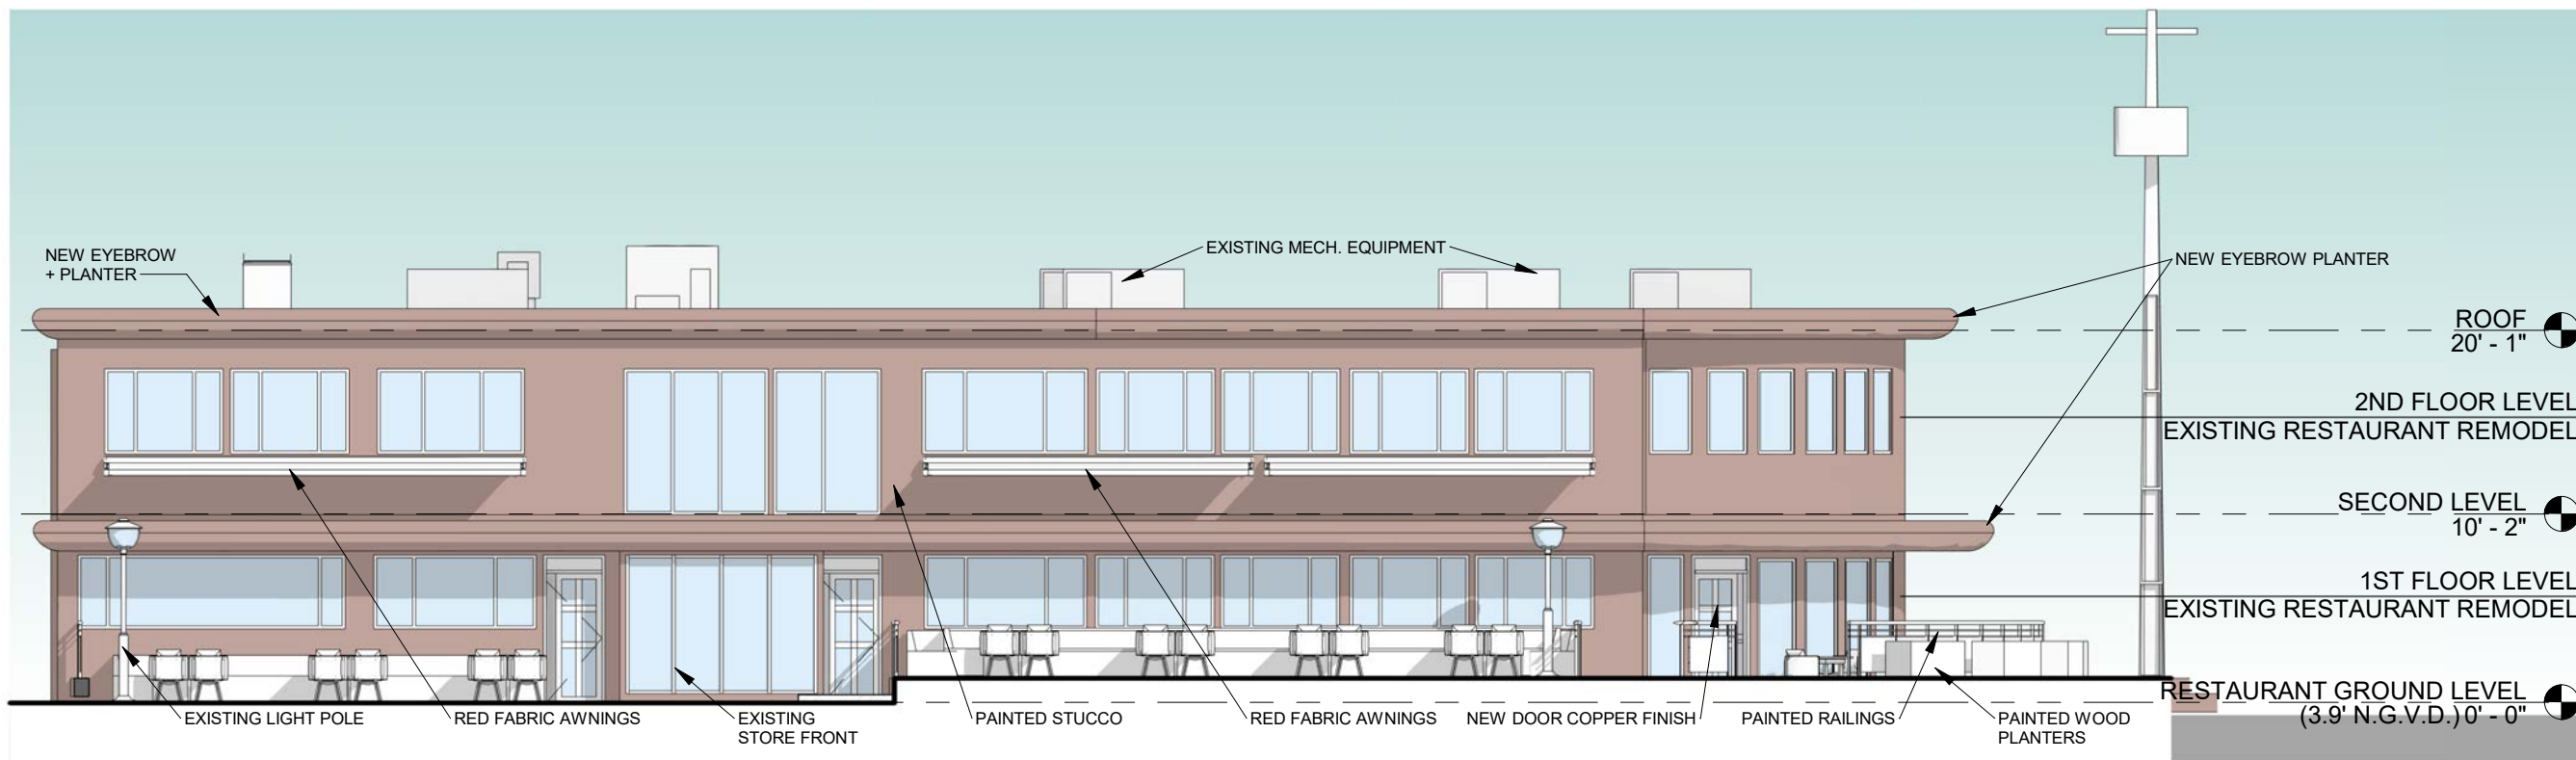 NEW EYEBROW
+ PLANTER
EXISTING MECH. EQUIPMENT
NEW EYEBROW PLANTER
ROOF
20' - 1"
2ND FLOOR LEVEL
EXISTING RESTAURANT REMODEL
SECOND LEVEL
10' - 2"
1ST FLOOR LEVEL
EXISTING RESTAURANT REMODEL
RESTAURANT GROUND LEVEL
(3.9' N.G.V.D.) 0' - 0"
EXISTING LIGHT POLE
RED FABRIC AWNINGS
EXISTING
STORE FRONT
PAINTED STUCCO
RED FABRIC AWNINGS
NEW DOOR COPPER FINISH
PAINTED RAILINGS
PAINTED WOOD
PLANTERS